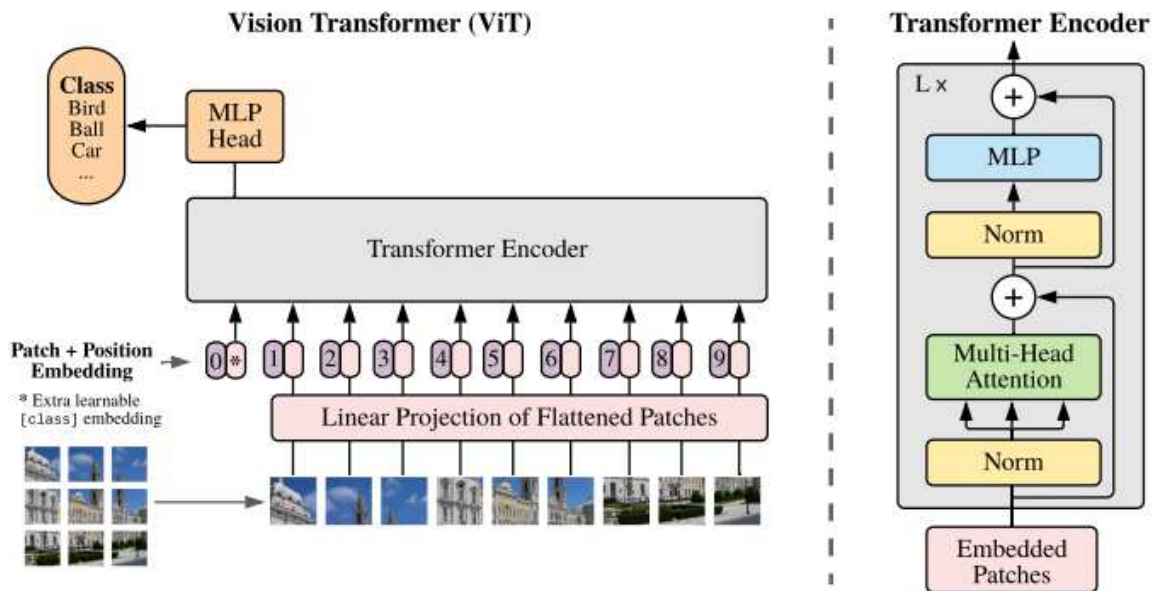 Vision Transformer (ViT)
Class
Bird
Ball
Car
...
MLP
Head
Transformer Encoder
Patch + Position
Embedding
0 * 1 2 3 4 5 6 7 8 9
* Extra learnable
[class] embedding
Linear Projection of Flattened Patches
Transformer Encoder
L x
+
MLP
Norm
+
Multi-Head
Attention
Norm
Embedded
Patches